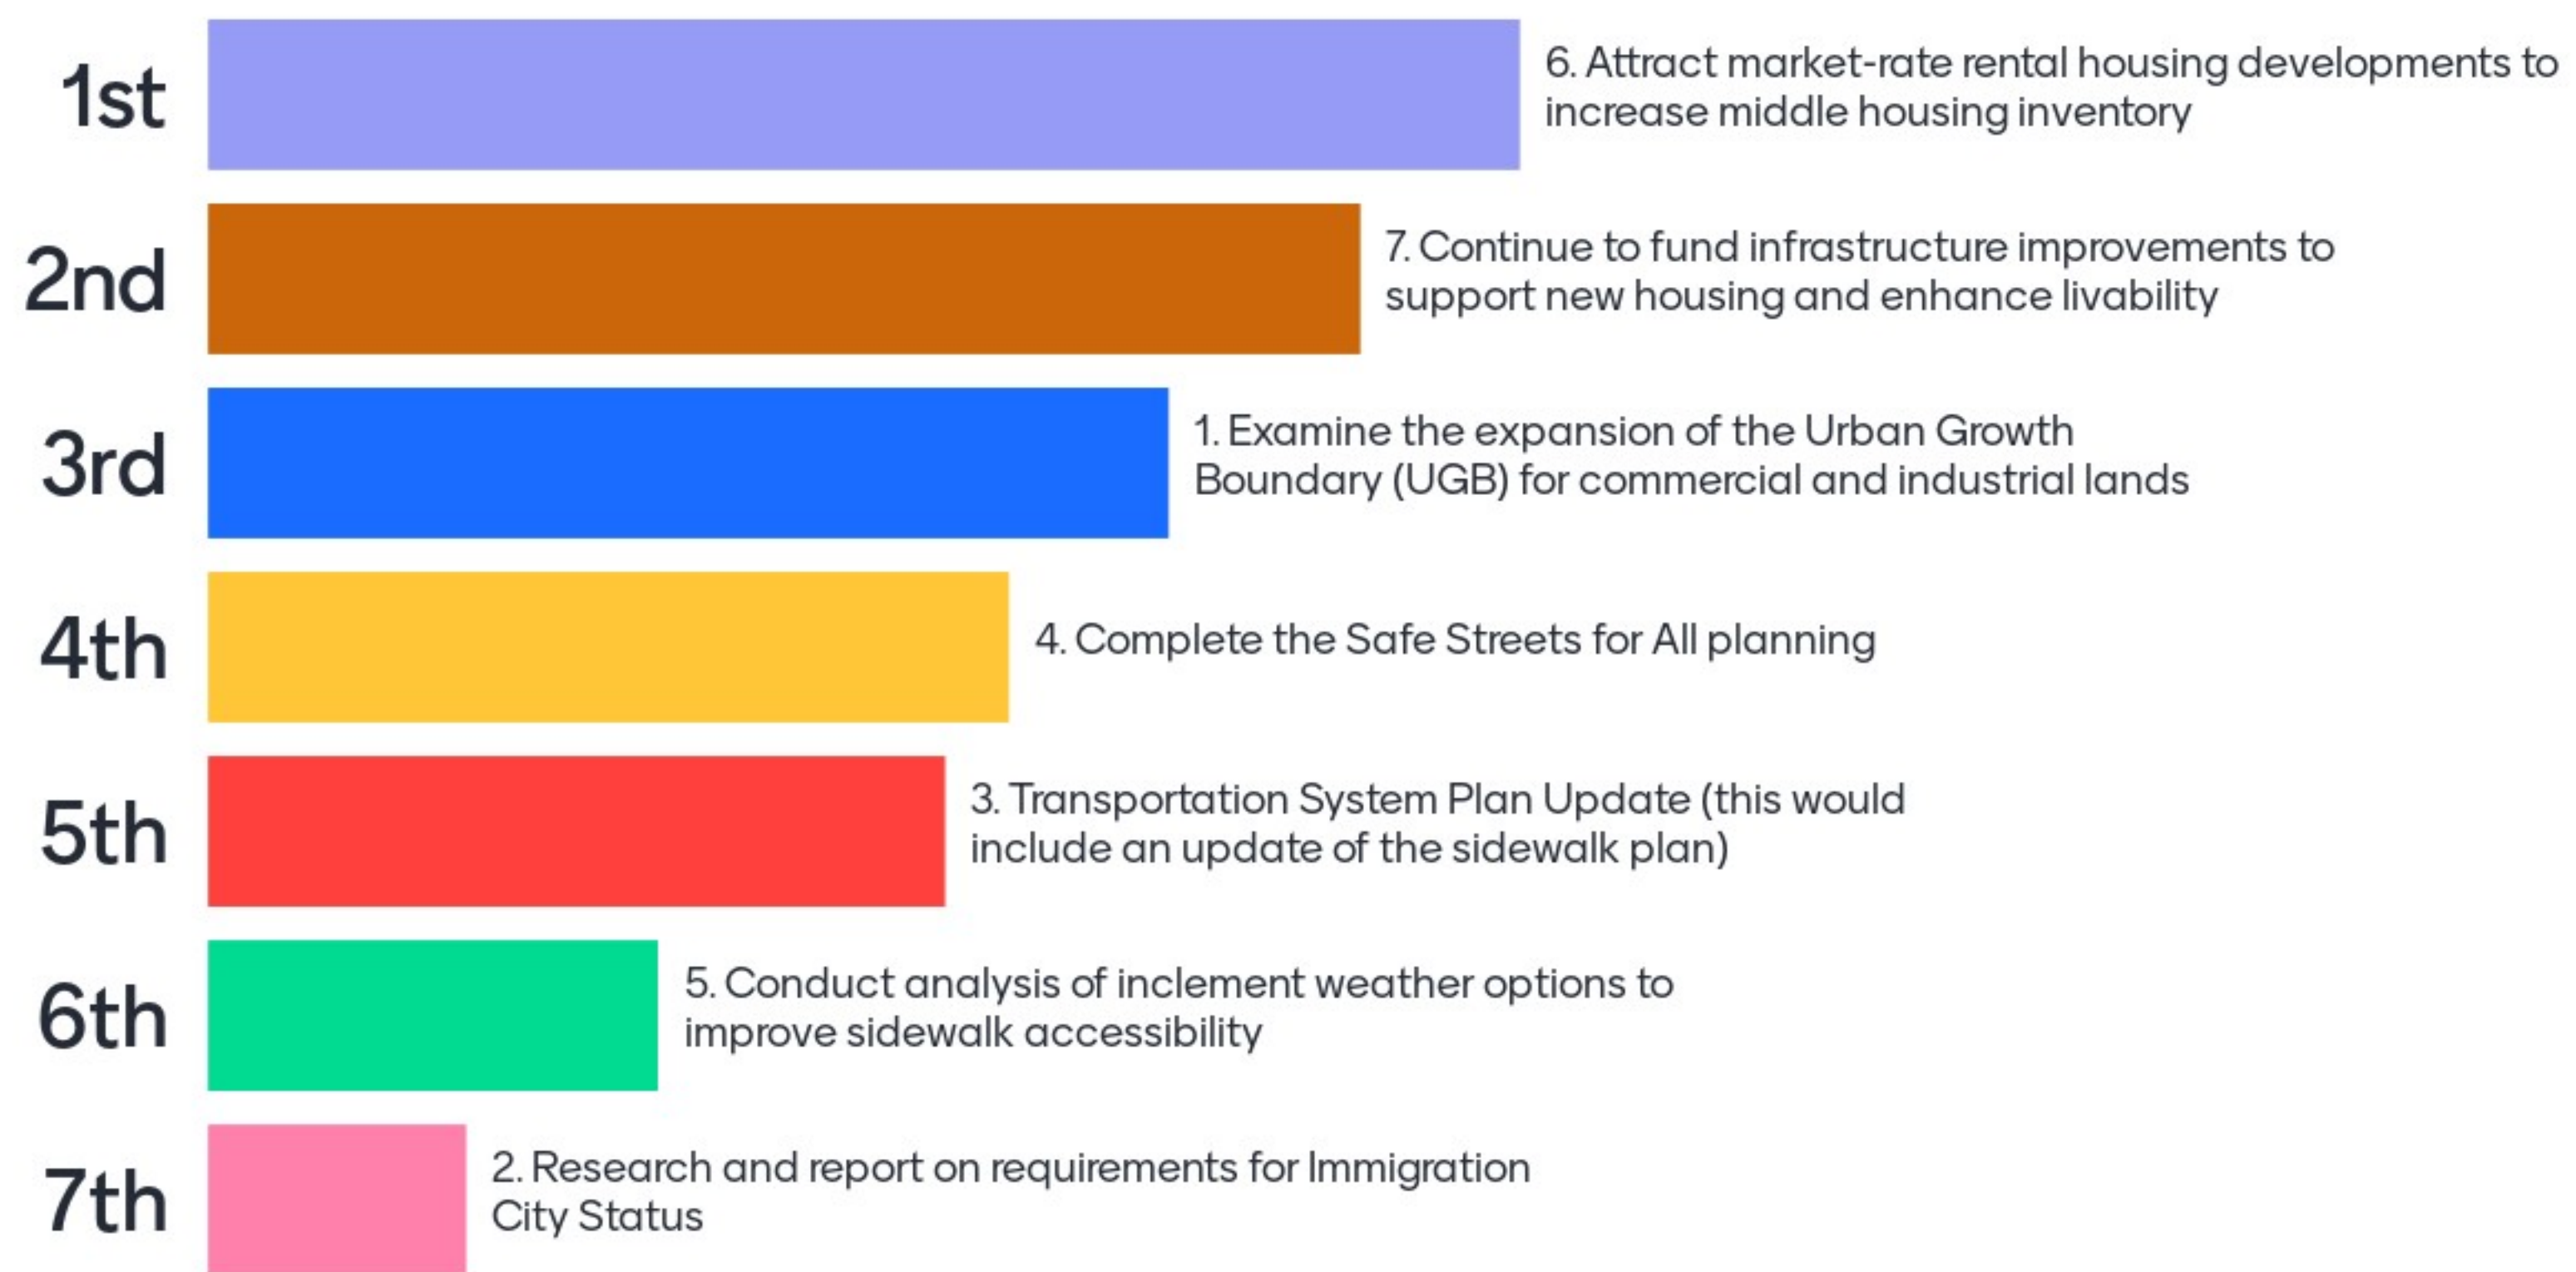 1st
6. Attract market-rate rental housing developments to
increase middle housing inventory
2nd
7. Continue to fund infrastructure improvements to
support new housing and enhance livability
3rd
1. Examine the expansion of the Urban Growth
Boundary (UGB) for commercial and industrial lands
4th
4. Complete the Safe Streets for All planning
5th
3. Transportation System Plan Update (this would
include an update of the sidewalk plan)
6th
5. Conduct analysis of inclement weather options to
improve sidewalk accessibility
7th
2. Research and report on requirements for Immigration
City Status